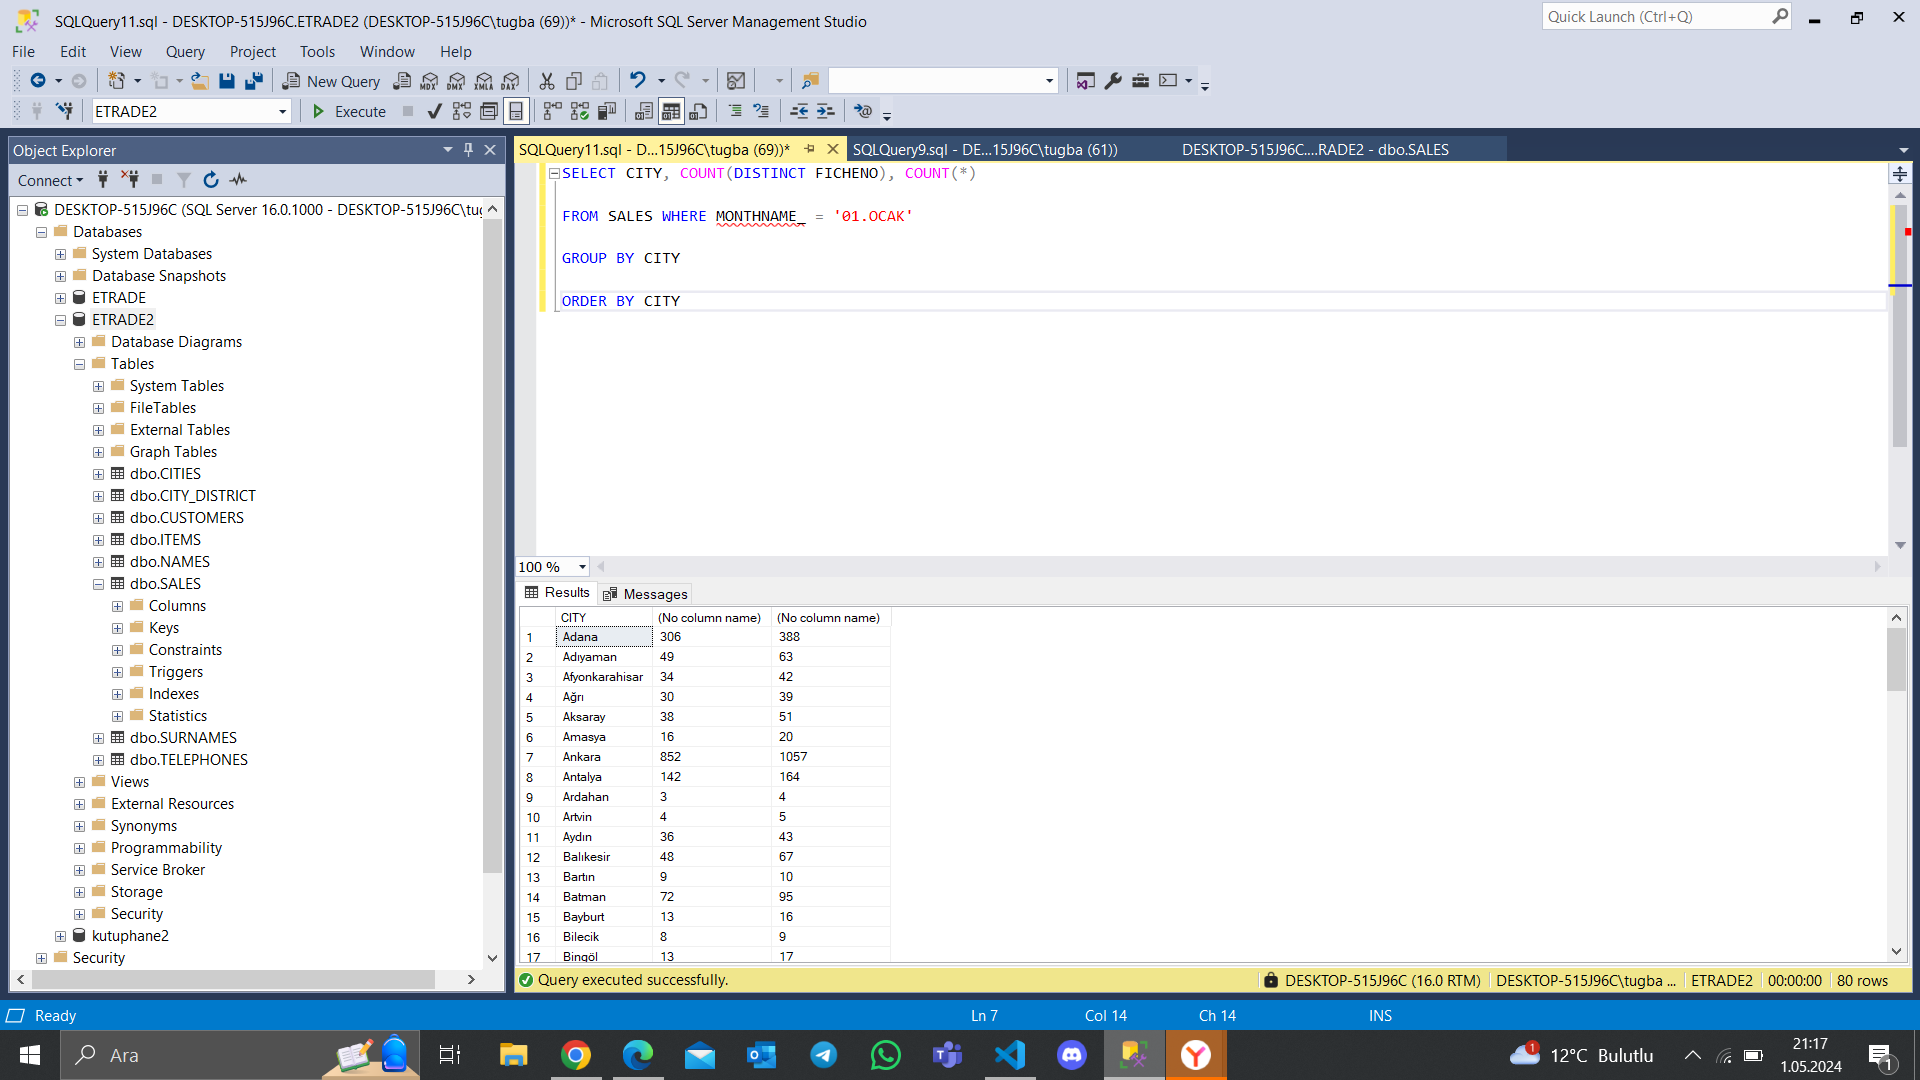 SQLQuery11.sql - DESKTOP-515J96C.ETRADE2 (DESKTOP-515J96C\tugba (69))* - Microsoft SQL Server Management Studio
Quick Launch (Ctrl+Q)
File Edit View Query Project Tools Window Help
New Query MDX DMX XMLA DAX
ETRADE2 Execute
Object Explorer
Connect
DESKTOP-515J96C (SQL Server 16.0.1000 - DESKTOP-515J96C\tug
Databases
System Databases
Database Snapshots
ETRADE
ETRADE2
Database Diagrams
Tables
System Tables
FileTables
External Tables
Graph Tables
dbo.CITIES
dbo.CITY_DISTRICT
dbo.CUSTOMERS
dbo.ITEMS
dbo.NAMES
dbo.SALES
Columns
Keys
Constraints
Triggers
Indexes
Statistics
dbo.SURNAMES
dbo.TELEPHONES
Views
External Resources
Synonyms
Programmability
Service Broker
Storage
Security
kutuphane2
Security
SQLQuery11.sql - D...15J96C\tugba (69))* SQLQuery9.sql - DE...15J96C\tugba (61)) DESKTOP-515J96C....RADE2 - dbo.SALES
SELECT CITY, COUNT(DISTINCT FICHENO), COUNT(*)
FROM SALES WHERE MONTHNAME_ = '01.OCAK'
GROUP BY CITY
ORDER BY CITY
100 %
Results Messages
CITY (No column name) (No column name)
1 Adana 306 388
2 Adıyaman 49 63
3 Afyonkarahisar 34 42
4 Ağrı 30 39
5 Aksaray 38 51
6 Amasya 16 20
7 Ankara 852 1057
8 Antalya 142 164
9 Ardahan 3 4
10 Artvin 4 5
11 Aydın 36 43
12 Balıkesir 48 67
13 Bartın 9 10
14 Batman 72 95
15 Bayburt 13 16
16 Bilecik 8 9
17 Bingöl 13 17
Query executed successfully. DESKTOP-515J96C (16.0 RTM) DESKTOP-515J96C\tugba ... ETRADE2 00:00:00 80 rows
Ready Ln 7 Col 14 Ch 14 INS
Ara 1 12°C Bulutlu 21:17
1.05.2024 1